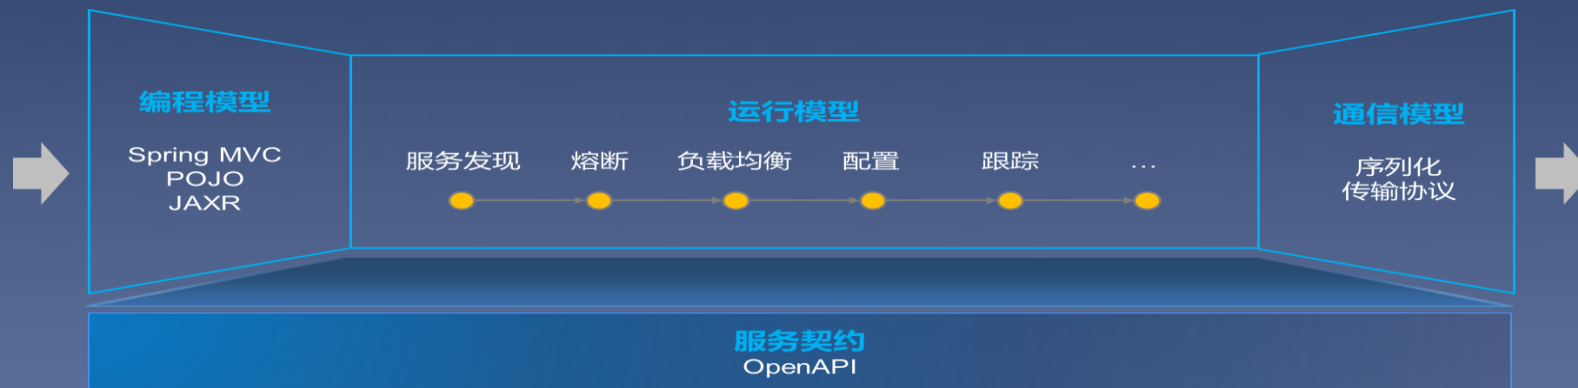 编程模型
Spring MVC
POJO
JAXR
运行模型
服务发现 熔断 负载均衡 配置 跟踪 ...
通信模型
序列化
传输协议
服务契约
OpenAPI